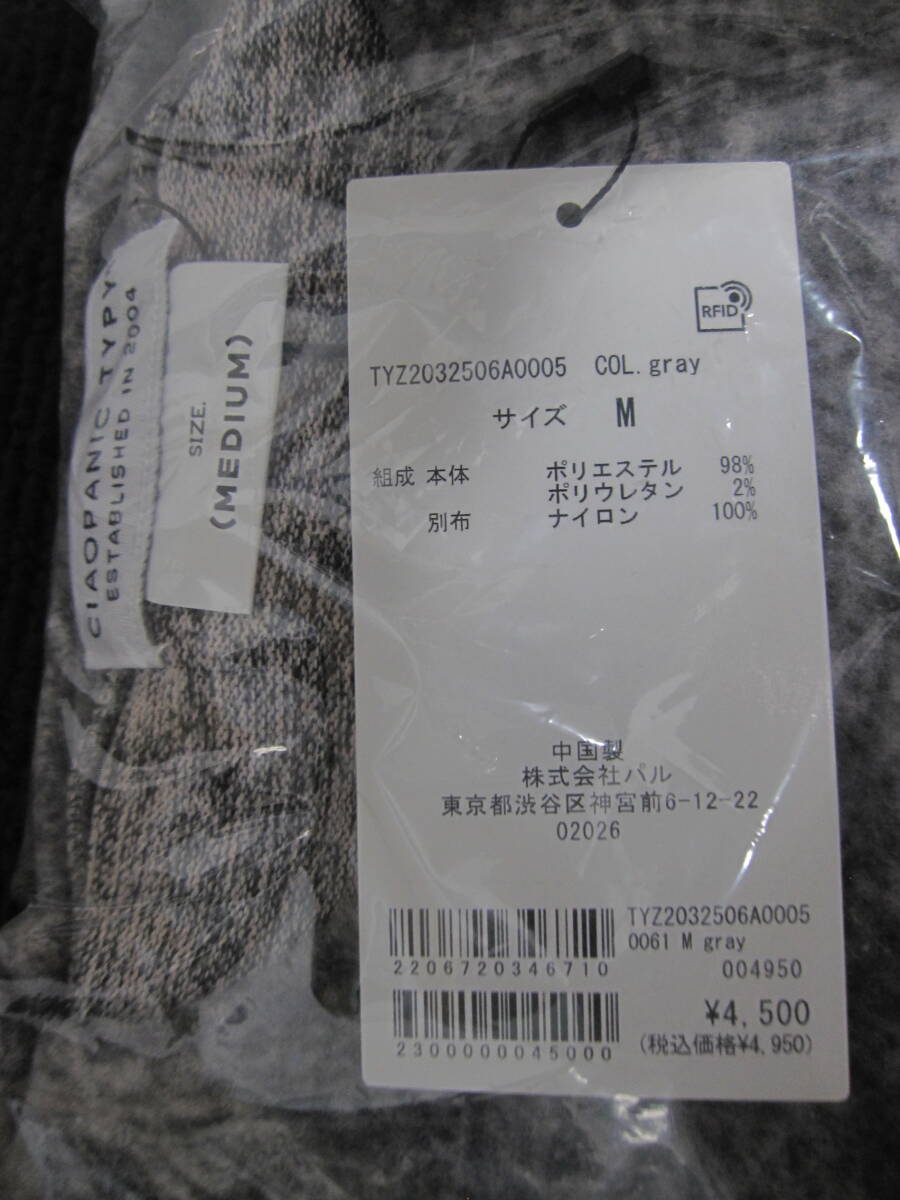 CIAOPANIC TYPY
ESTABLISHED IN 2004
SIZE.
(MEDIUM)
RFID
TYZ2032506A0005 COL.gray
サイズ M
組成 本体 ポリエステル 98%
ポリウレタン 2%
別布 ナイロン 100%
中国製
株式会社パル
東京都渋谷区神宮前6-12-22
02026
TYZ2032506A0005
0061 M gray
2206720346710
004950
¥4,500
2300000045000
(税込価格¥4,950)